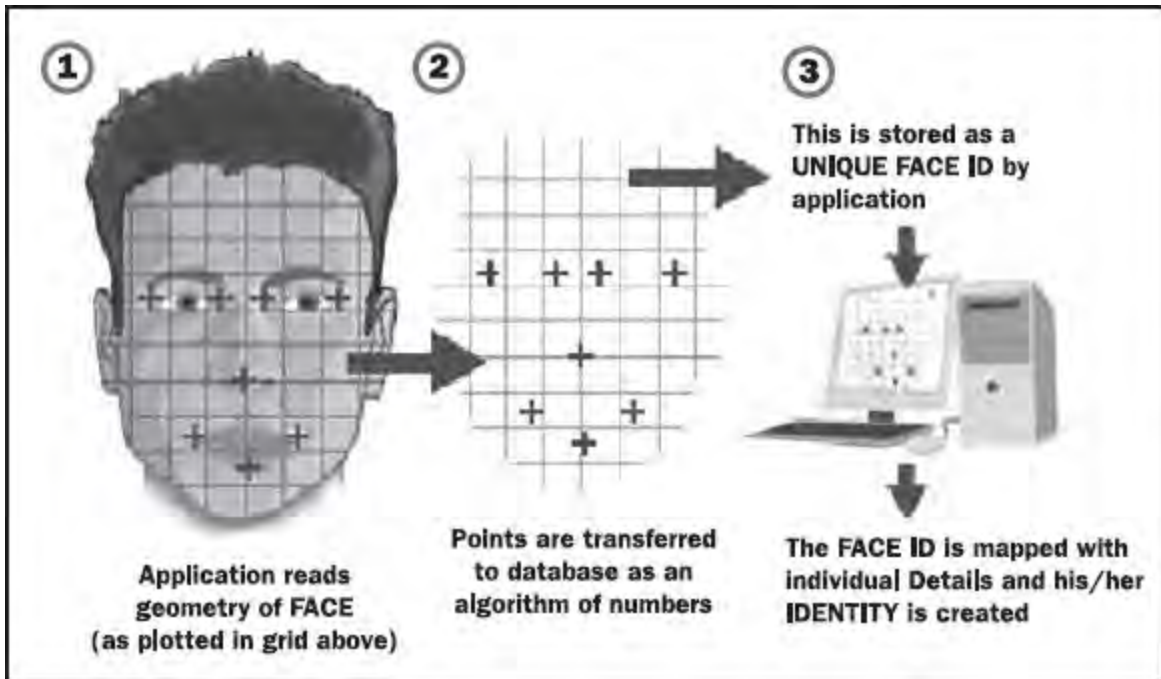 1
Application reads
geometry of FACE
(as plotted in grid above)
2
Points are transferred
to database as an
algorithm of numbers
3
This is stored as a
UNIQUE FACE ID by
application
The FACE ID is mapped with
individual Details and his/her
IDENTITY is created